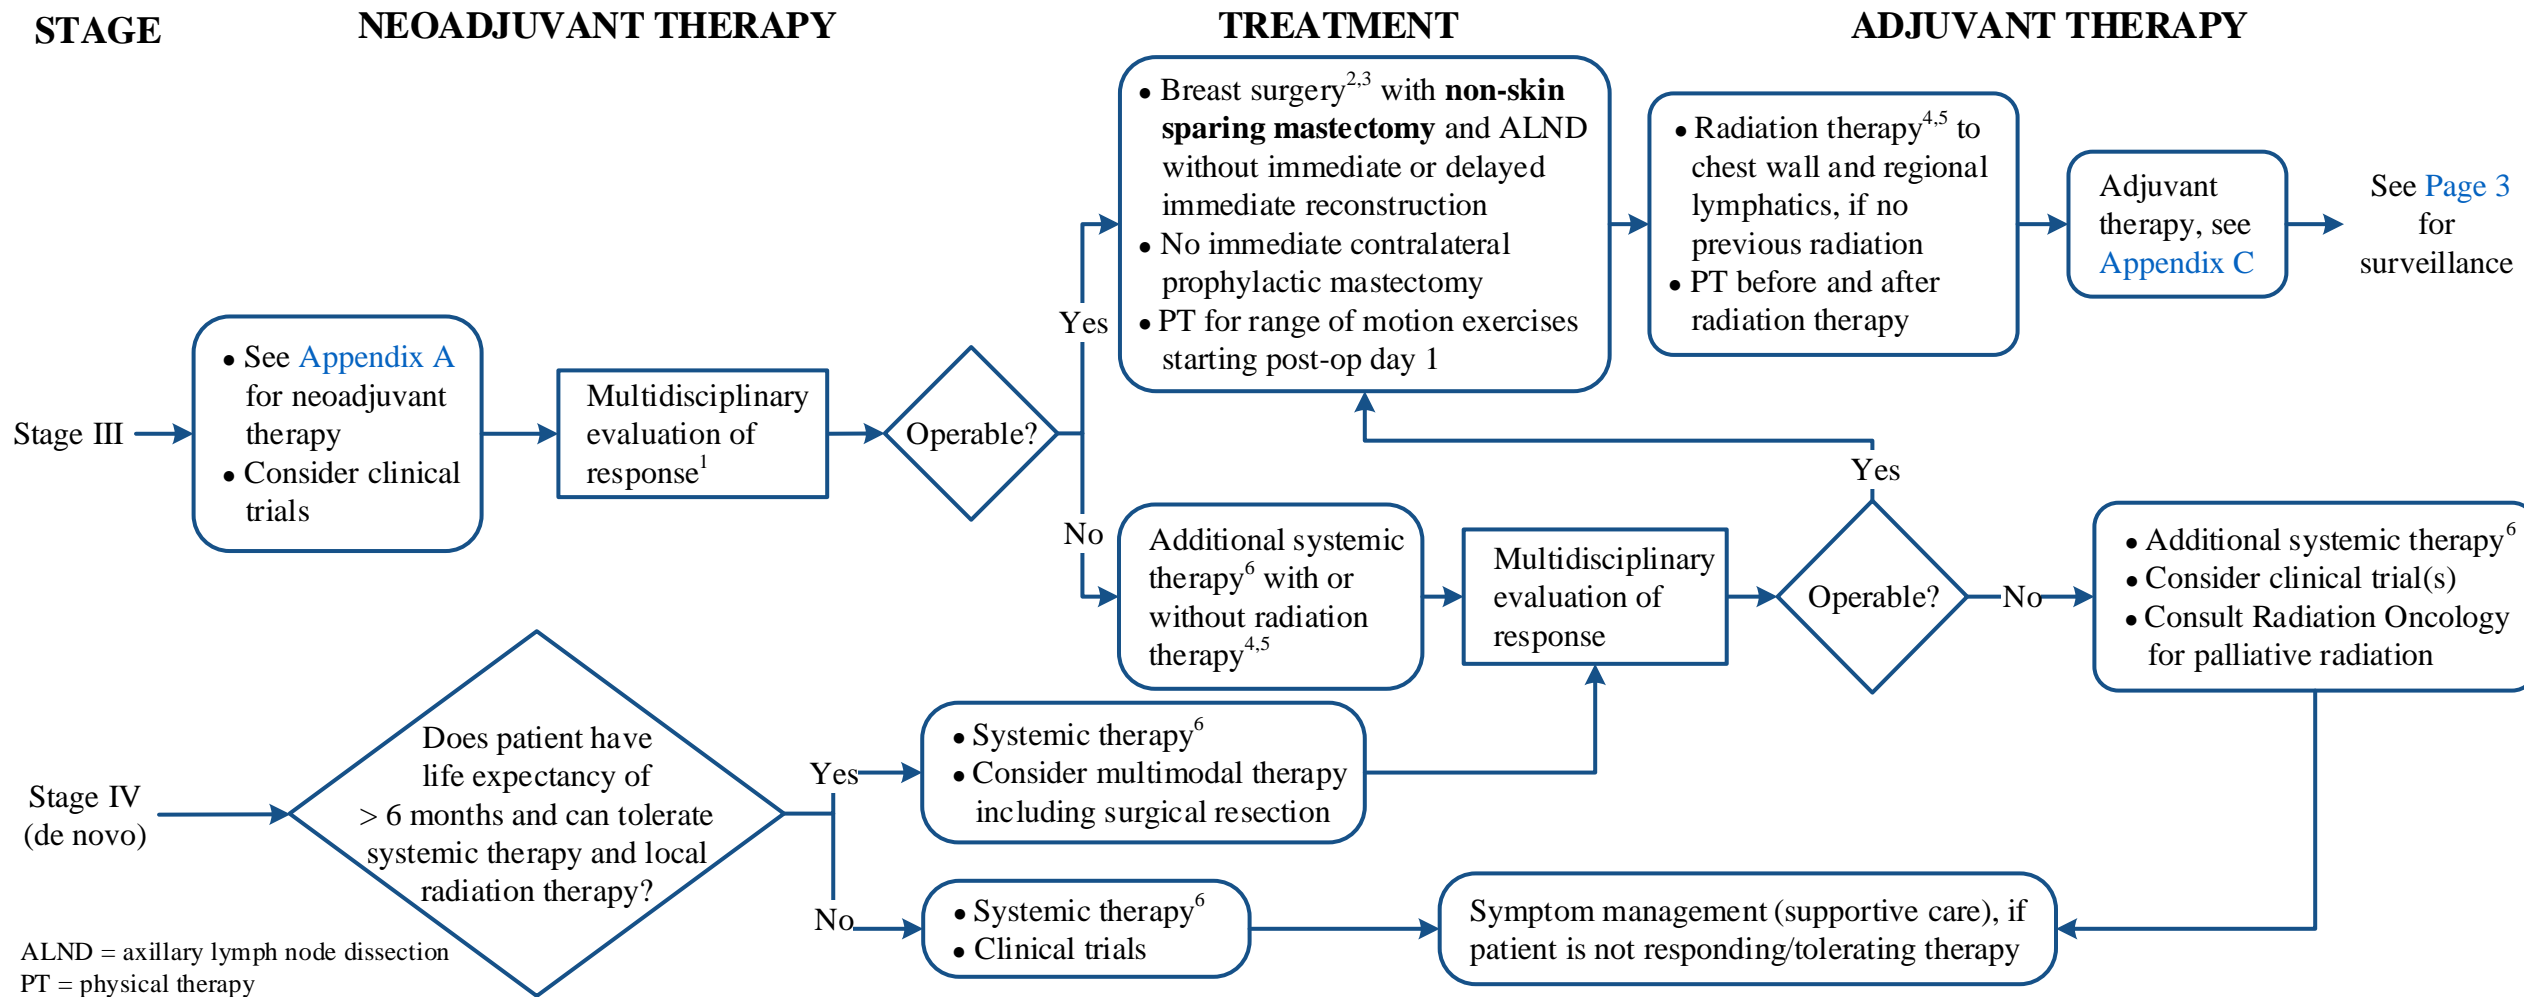 STAGE
NEOADJUVANT THERAPY
TREATMENT
ADJUVANT THERAPY
Stage III
• See Appendix A
for neoadjuvant
therapy
• Consider clinical
trials
Multidisciplinary
evaluation of
response1
Operable?
Yes
• Breast surgery2,3 with non-skin
sparing mastectomy and ALND
without immediate or delayed
immediate reconstruction
• No immediate contralateral
prophylactic mastectomy
• PT for range of motion exercises
starting post-op day 1
• Radiation therapy4,5 to
chest wall and regional
lymphatics, if no
previous radiation
• PT before and after
radiation therapy
Adjuvant
therapy, see
Appendix C
See Page 3
for
surveillance
No
Additional systemic
therapy6 with or
without radiation
therapy4,5
Multidisciplinary
evaluation of
response
Operable?
Yes
No
• Additional systemic therapy6
• Consider clinical trial(s)
• Consult Radiation Oncology
for palliative radiation
Stage IV
(de novo)
Does patient have
life expectancy of
> 6 months and can tolerate
systemic therapy and local
radiation therapy?
Yes
• Systemic therapy6
• Consider multimodal therapy
including surgical resection
No
• Systemic therapy6
• Clinical trials
Symptom management (supportive care), if
patient is not responding/tolerating therapy
ALND = axillary lymph node dissection
PT = physical therapy